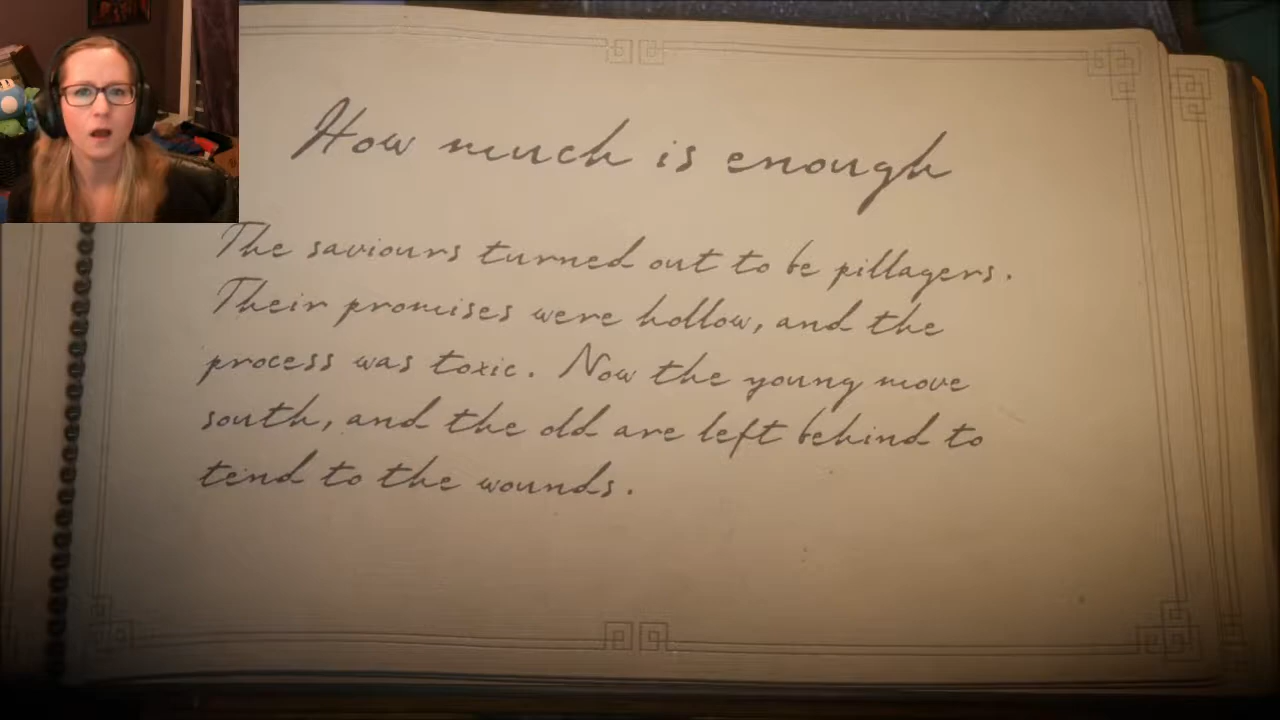 How much is enough
The saviours turned out to be pillagers.
Their promises were hollow, and the
process was toxic. Now the young move
south, and the old are left behind to
tend to the wounds.